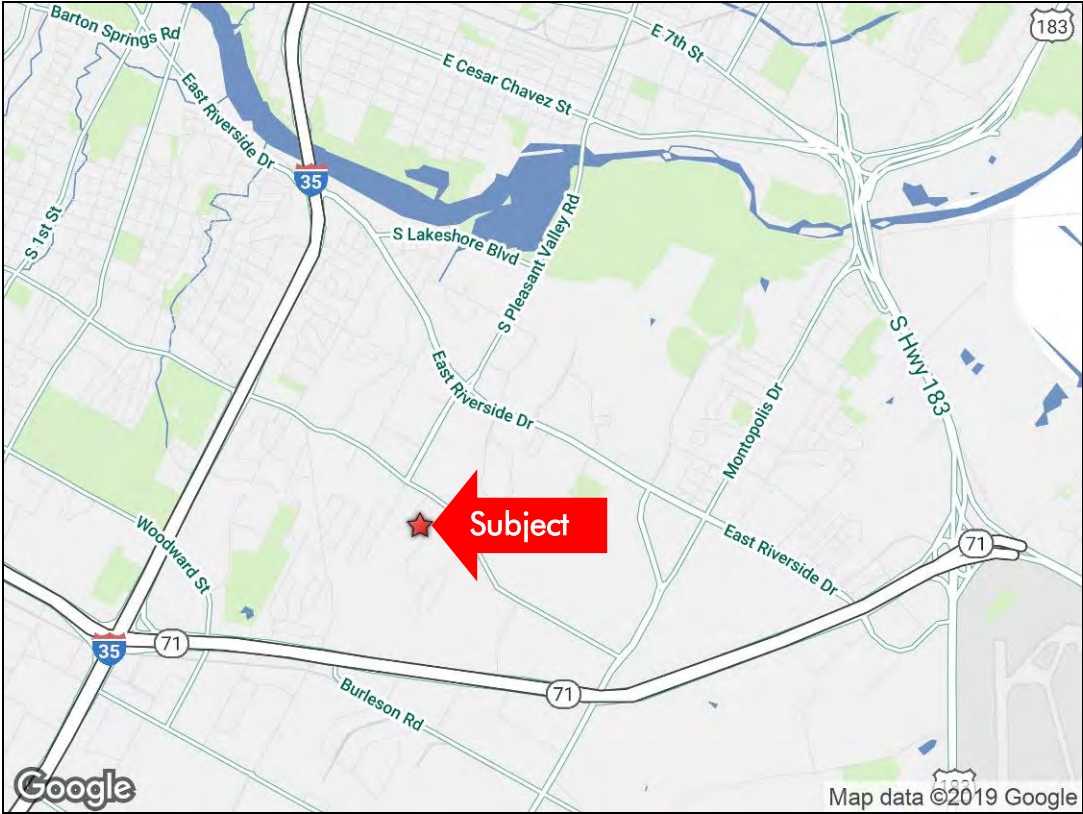 Barton Springs Rd
183
E 7th St
E Cesar Chavez St
East Riverside Dr
35
S 1st St
S Lakeshore Blvd
S Pleasant Valley Rd
S Hwy 183
East Riverside Dr
Montopolis Dr
Subject
Woodward St
East Riverside Dr
71
35
71
71
Burleson Rd
183
Google
Map data ©2019 Google